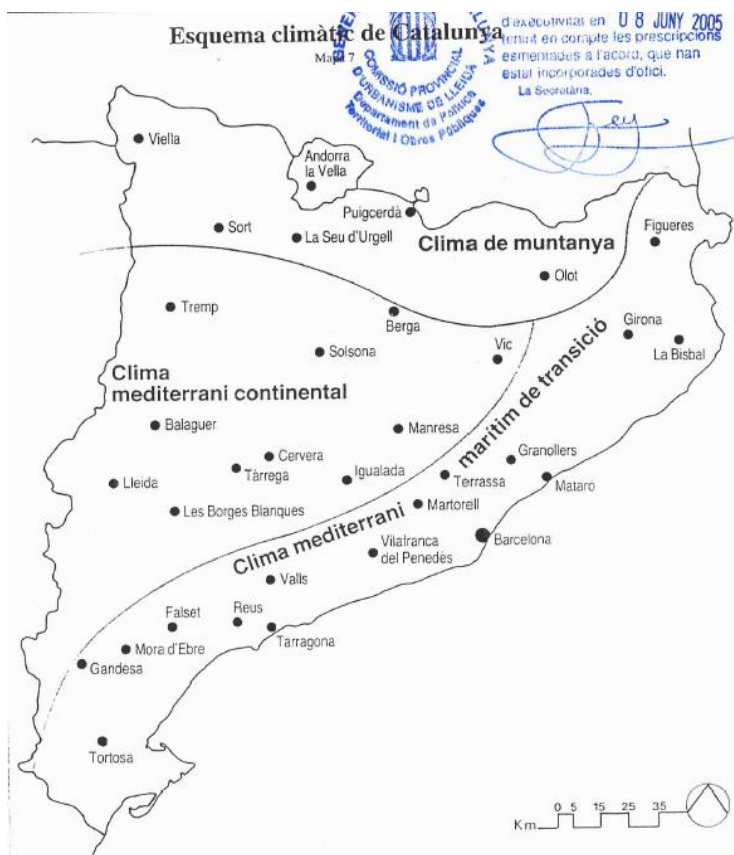 Esquema climàtic de Catalunya
Mapa 7
d'executivitat en 08 JUNY 2005
tenint en compte les prescripcions
esmentades a l'acord, que han
estat incorporades d'ofici.
La Secretària,
COMISSIÓ PROVINCIAL
D'URBANISME DE LLEIDA
Departament de Política
Territorial i Obres Públiques
Viella
Andorra
la Vella
Puigcerdà
Sort
La Seu d'Urgell
Clima de muntanya
Figueres
Olot
Tremp
Berga
Girona
La Bisbal
Solsona
Vic
Clima
mediterrani continental
marítim de transició
Balaguer
Manresa
Cervera
Tàrrega
Igualada
Granollers
Terrassa
Mataró
Lleida
Les Borges Blanques
Martorell
Clima mediterrani
Vilafranca
del Penedès
Barcelona
Valls
Falset
Reus
Tarragona
Mora d'Ebre
Gandesa
Tortosa
Km
0 5 15 25 35